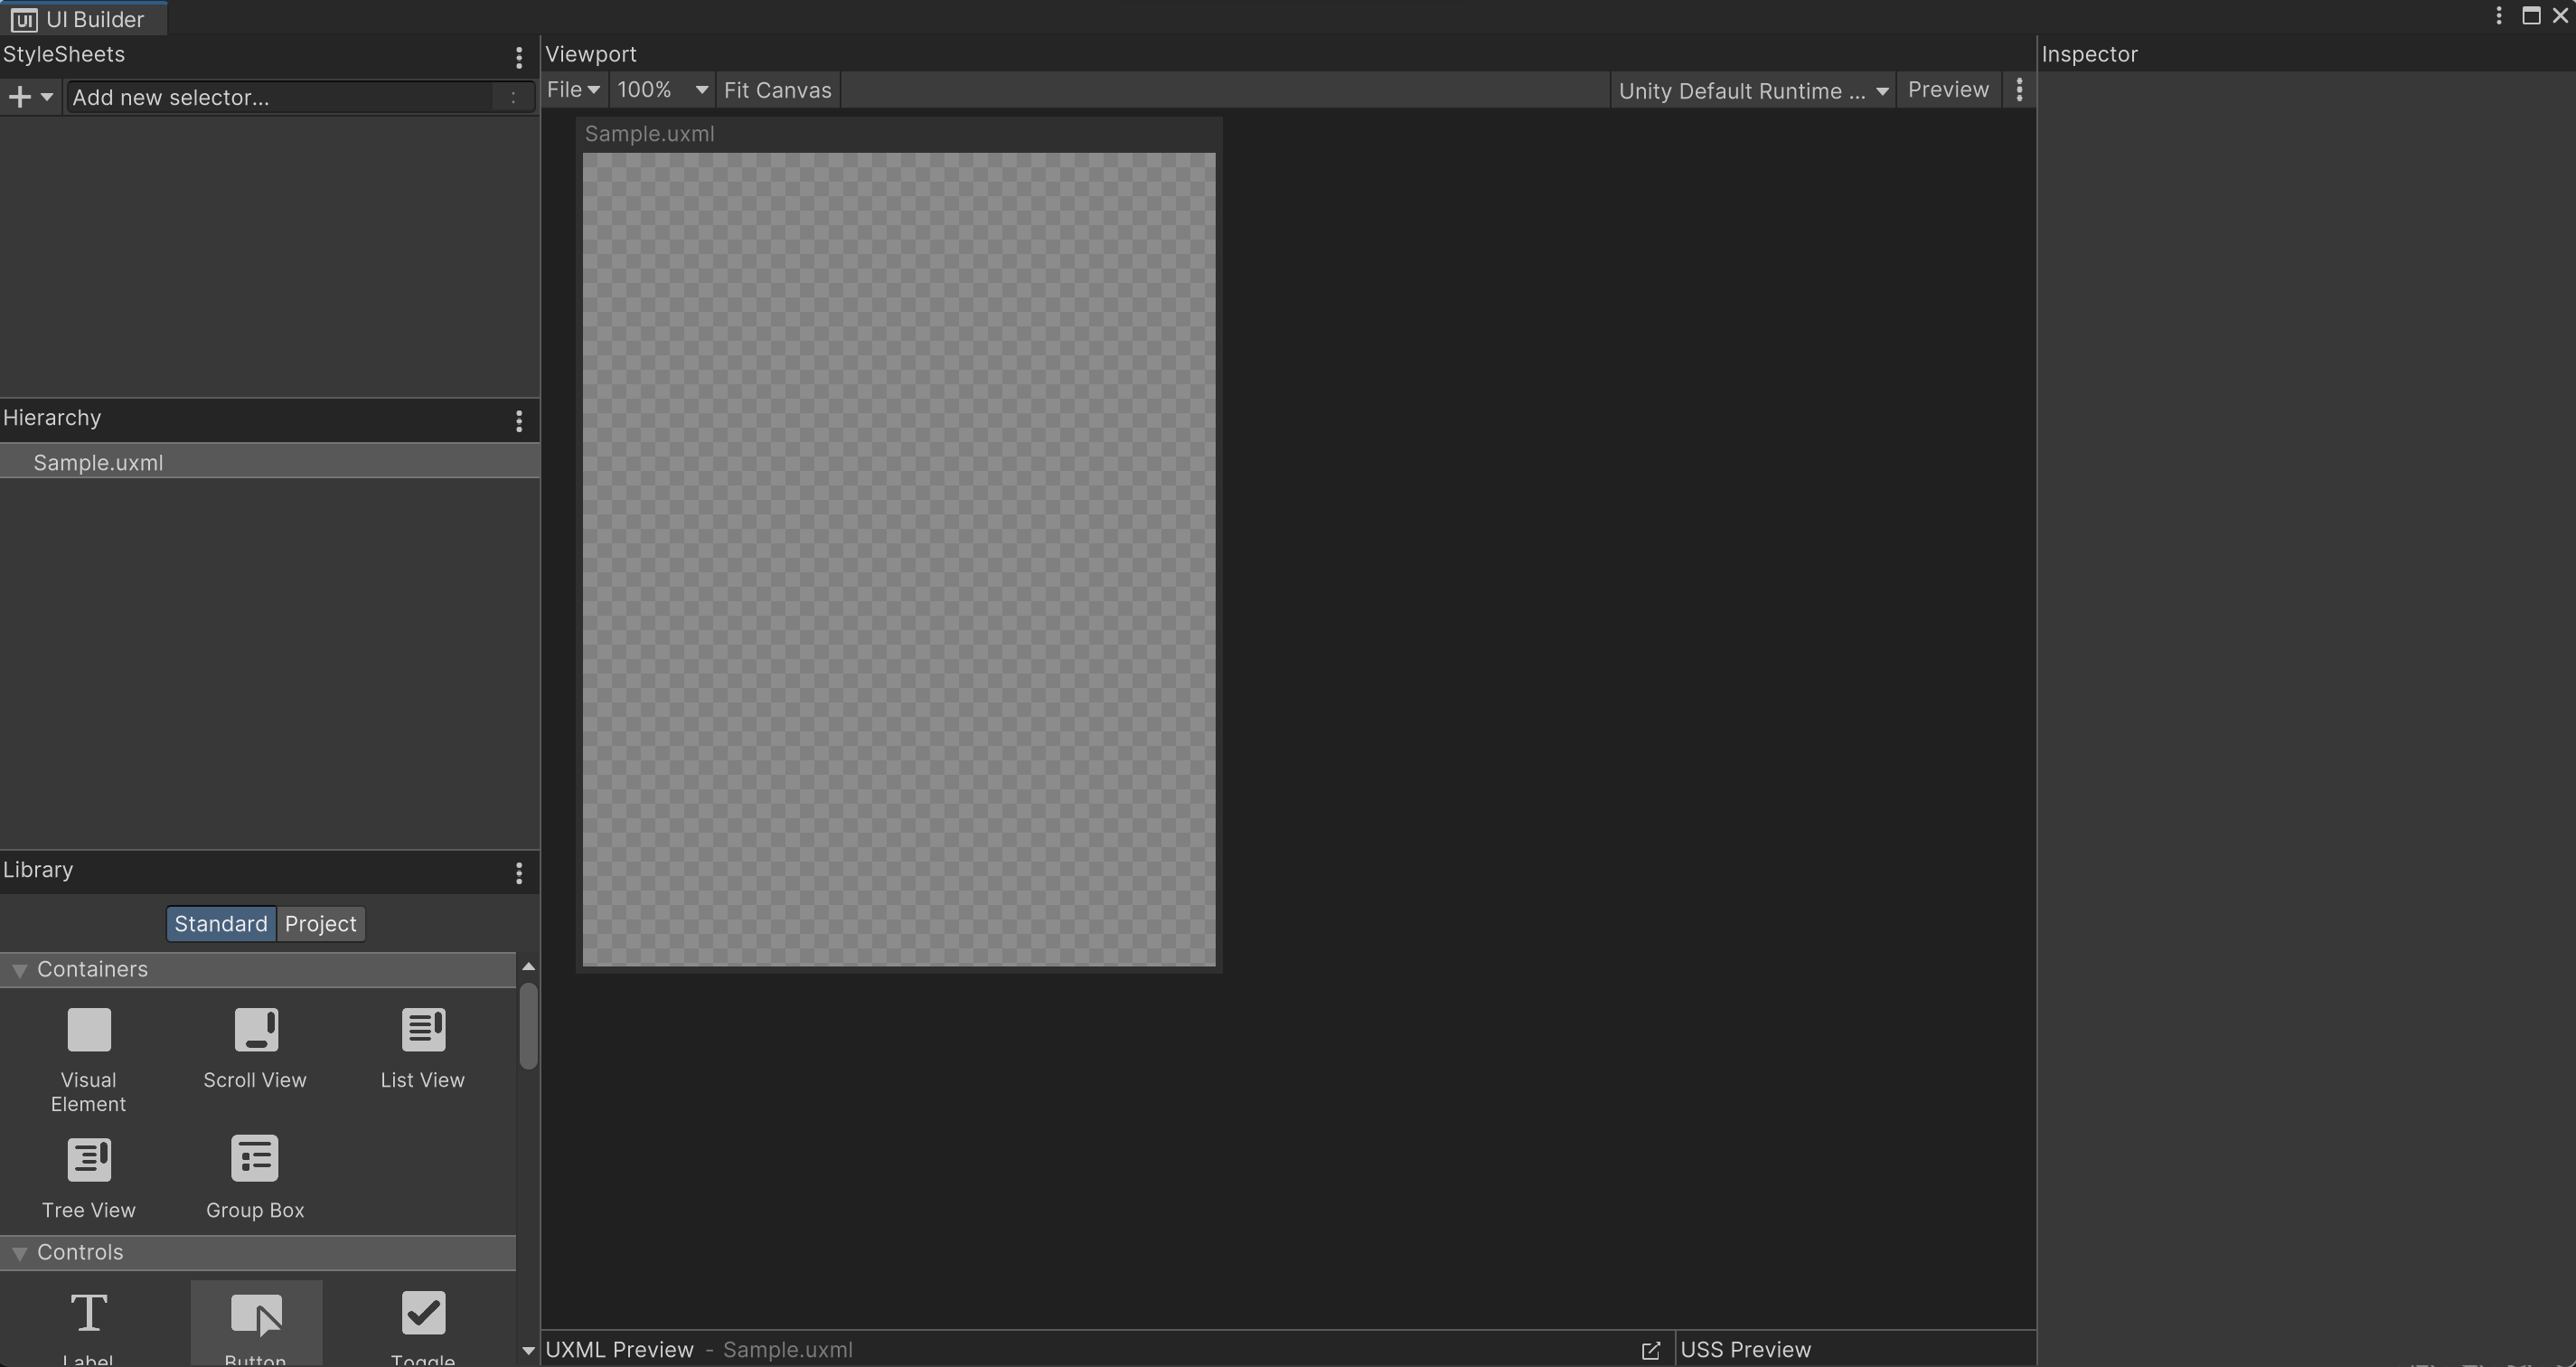 UI Builder
StyleSheets
Add new selector...
Hierarchy
Sample.uxml
Library
Standard Project
Containers
Visual Element
Scroll View
List View
Tree View
Group Box
Controls
Label
Button
Toggle
Viewport
File 100% Fit Canvas
Unity Default Runtime ... Preview
Sample.uxml
UXML Preview - Sample.uxml
USS Preview
Inspector